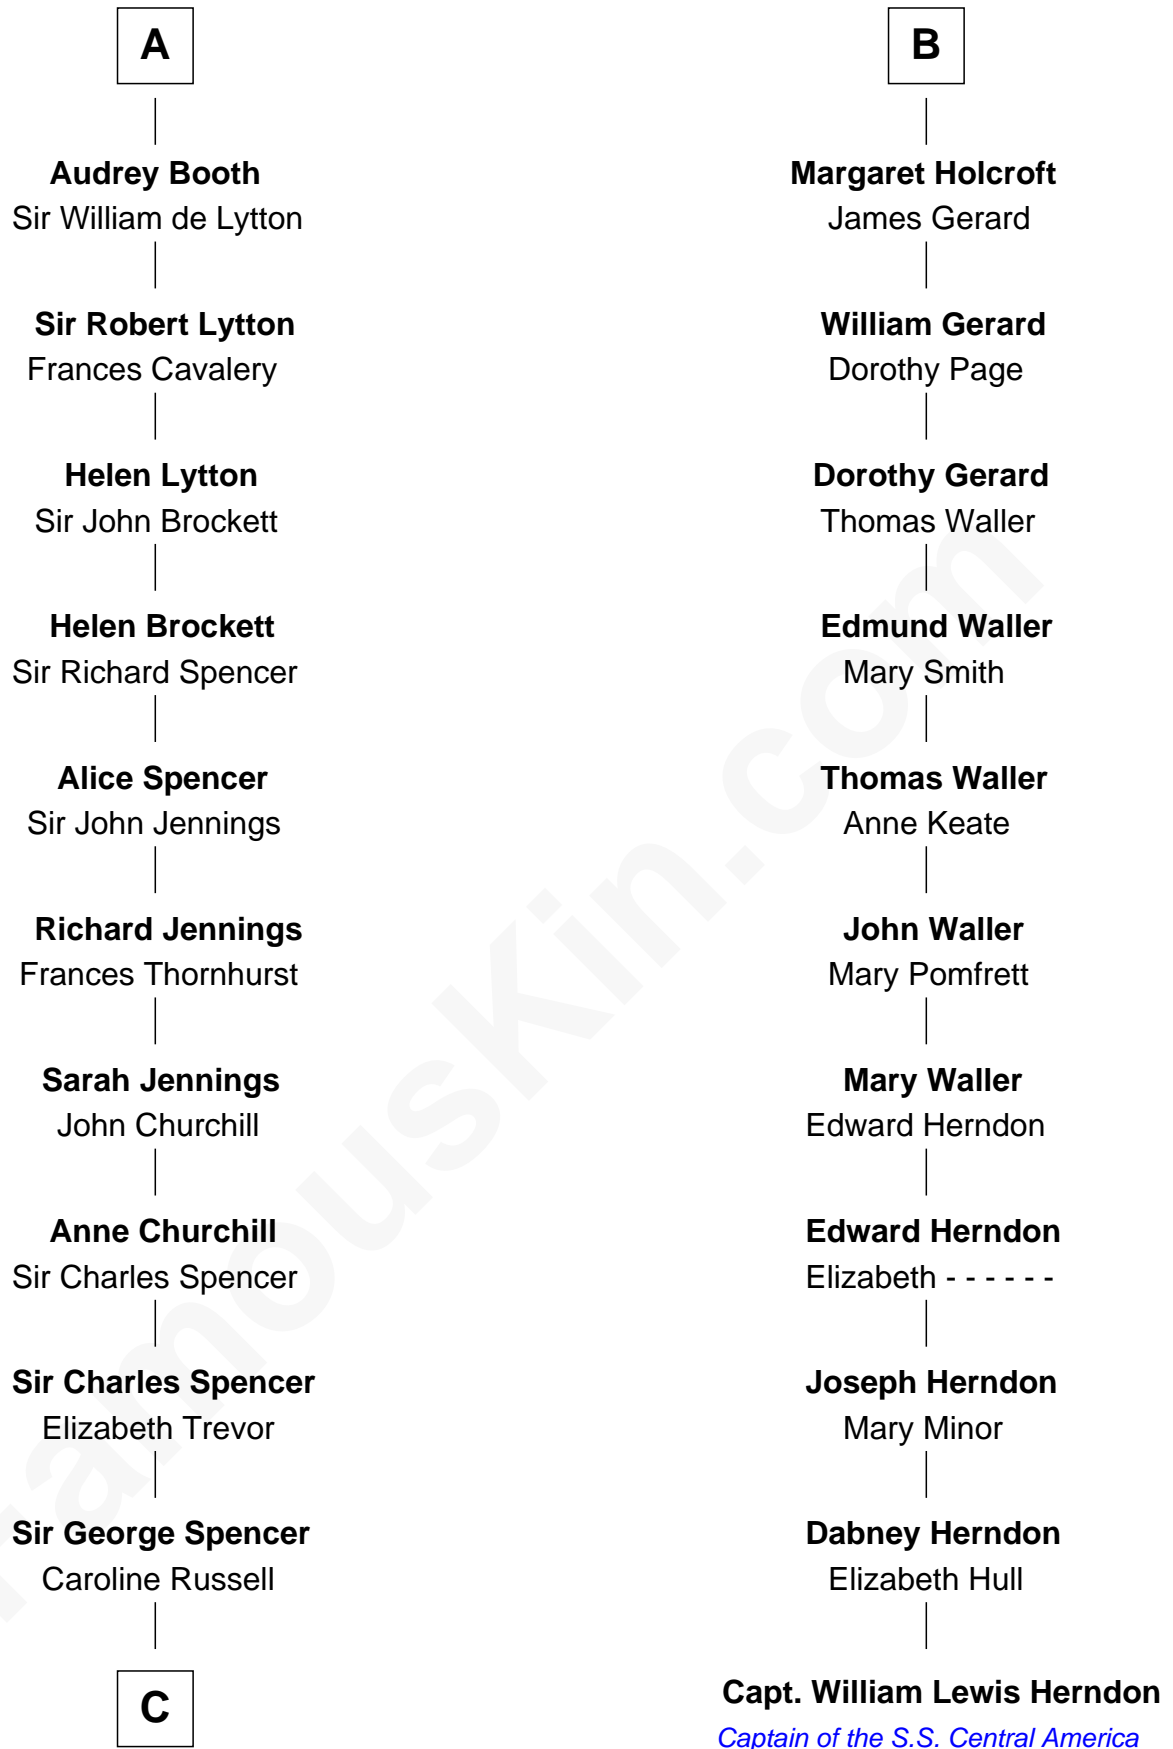 A
Audrey Booth
Sir William de Lytton
Sir Robert Lytton
Frances Cavalery
Helen Lytton
Sir John Brockett
Helen Brockett
Sir Richard Spencer
Alice Spencer
Sir John Jennings
Richard Jennings
Frances Thornhurst
Sarah Jennings
John Churchill
Anne Churchill
Sir Charles Spencer
Sir Charles Spencer
Elizabeth Trevor
Sir George Spencer
Caroline Russell
C
B
Margaret Holcroft
James Gerard
William Gerard
Dorothy Page
Dorothy Gerard
Thomas Waller
Edmund Waller
Mary Smith
Thomas Waller
Anne Keate
John Waller
Mary Pomfrett
Mary Waller
Edward Herndon
Edward Herndon
Elizabeth - - - - - -
Joseph Herndon
Mary Minor
Dabney Herndon
Elizabeth Hull
Capt. William Lewis Herndon
Captain of the S.S. Central America
FamousKin.com